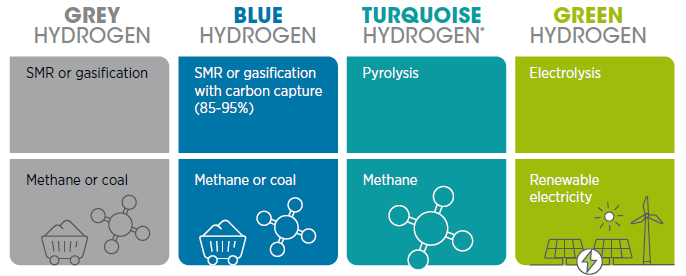 GREY
HYDROGEN
BLUE
HYDROGEN
TURQUOISE
HYDROGEN*
GREEN
HYDROGEN
SMR or gasification
SMR or gasification
with carbon capture
(85-95%)
Pyrolysis
Electrolysis
Methane or coal
Methane or coal
Methane
Renewable
electricity